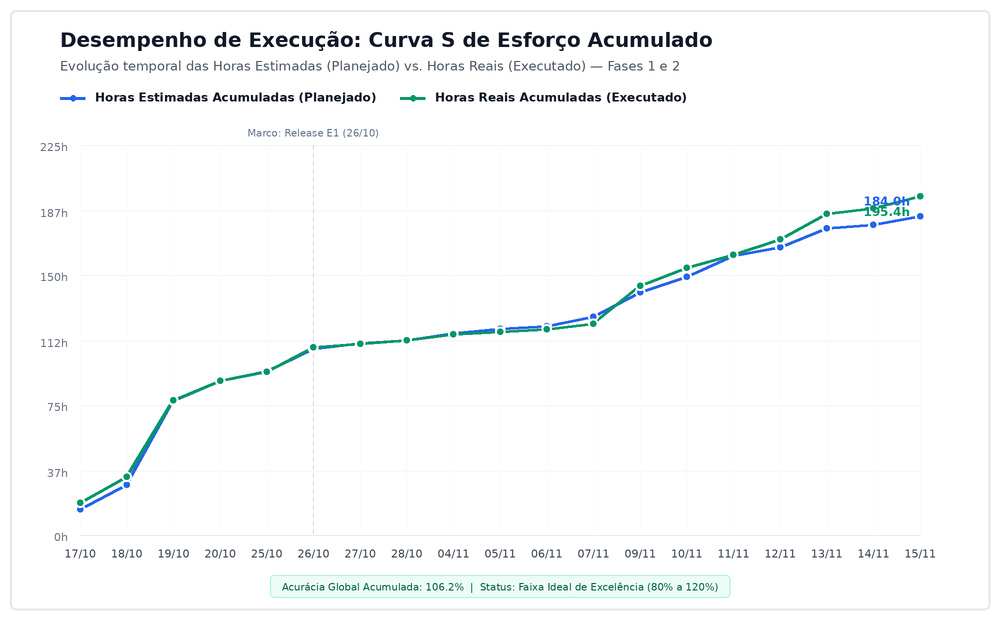 Desempenho de Execução: Curva S de Esforço Acumulado
Evolução temporal das Horas Estimadas (Planejado) vs. Horas Reais (Executado) — Fases 1 e 2
Horas Estimadas Acumuladas (Planejado) Horas Reais Acumuladas (Executado)
Marco: Release E1 (26/10)
225h
184.0h
187h
195.4h
150h
112h
75h
37h
0h
17/10 18/10 19/10 20/10 25/10 26/10 27/10 28/10 04/11 05/11 06/11 07/11 09/11 10/11 11/11 12/11 13/11 14/11 15/11
Acurácia Global Acumulada: 106.2% | Status: Faixa Ideal de Excelência (80% a 120%)